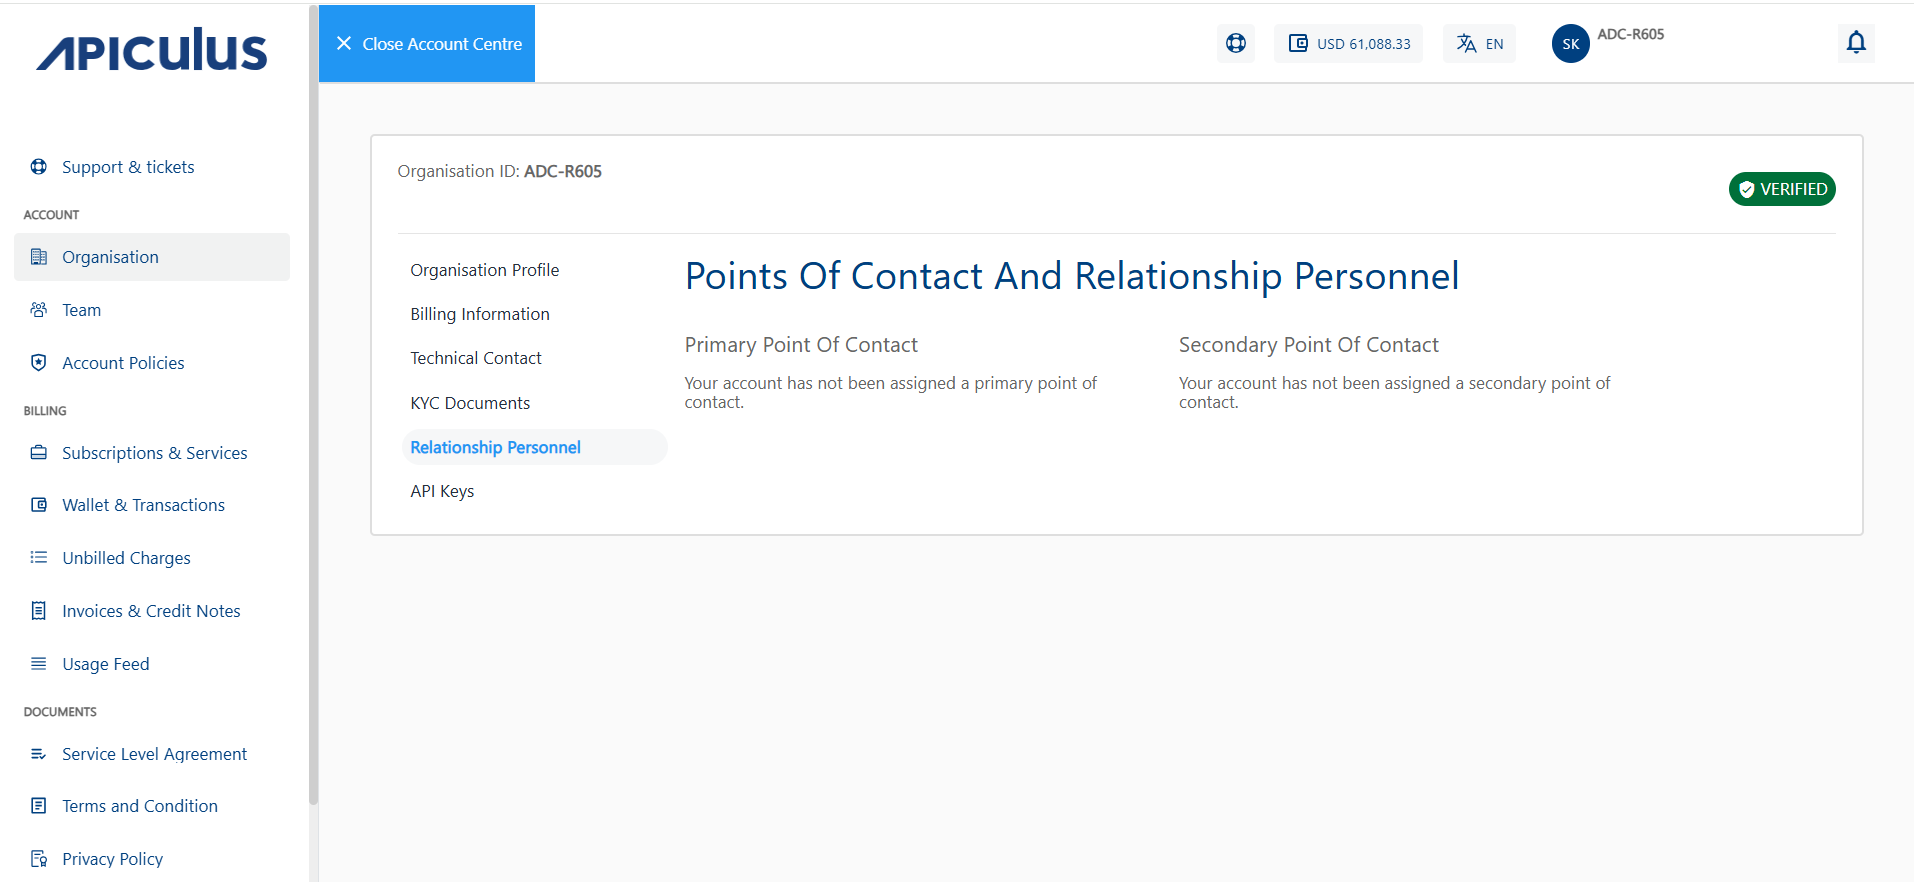 APICULUS
Close Account Centre
USD 61,088.33
EN
SK
ADC-R605
Support & tickets
ACCOUNT
Organisation
Team
Account Policies
BILLING
Subscriptions & Services
Wallet & Transactions
Unbilled Charges
Invoices & Credit Notes
Usage Feed
DOCUMENTS
Service Level Agreement
Terms and Condition
Privacy Policy
Organisation ID: ADC-R605
VERIFIED
Organisation Profile
Billing Information
Technical Contact
KYC Documents
Relationship Personnel
API Keys
Points Of Contact And Relationship Personnel
Primary Point Of Contact
Your account has not been assigned a primary point of
contact.
Secondary Point Of Contact
Your account has not been assigned a secondary point of
contact.